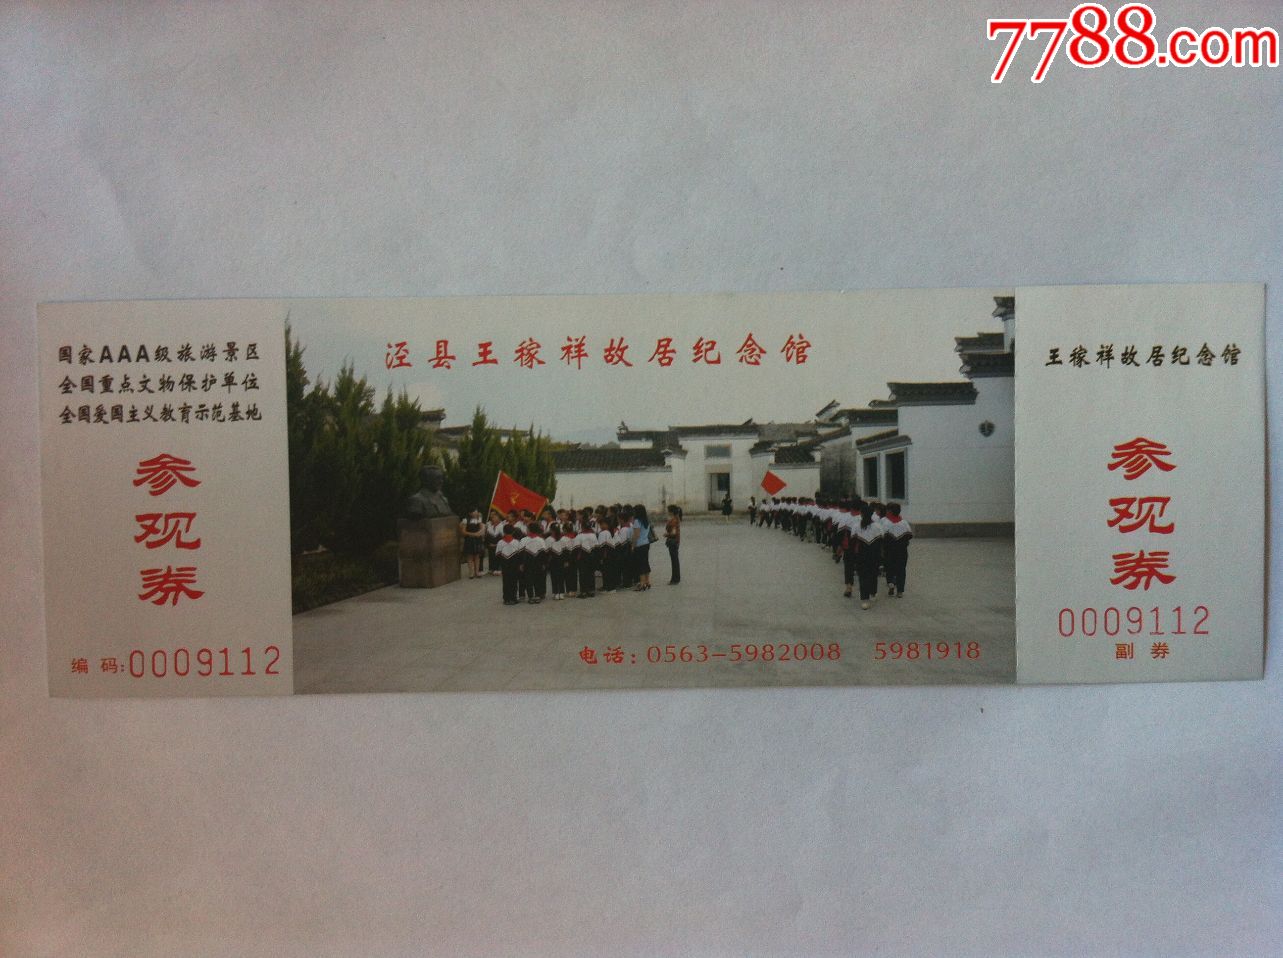 7788.com
国家AAA级旅游景区
全国重点文物保护单位
全国爱国主义教育示范基地
参观券
编码:0009112
泾县王稼祥故居纪念馆
电话:0563-5982008 5981918
王稼祥故居纪念馆
参观券
0009112
副券